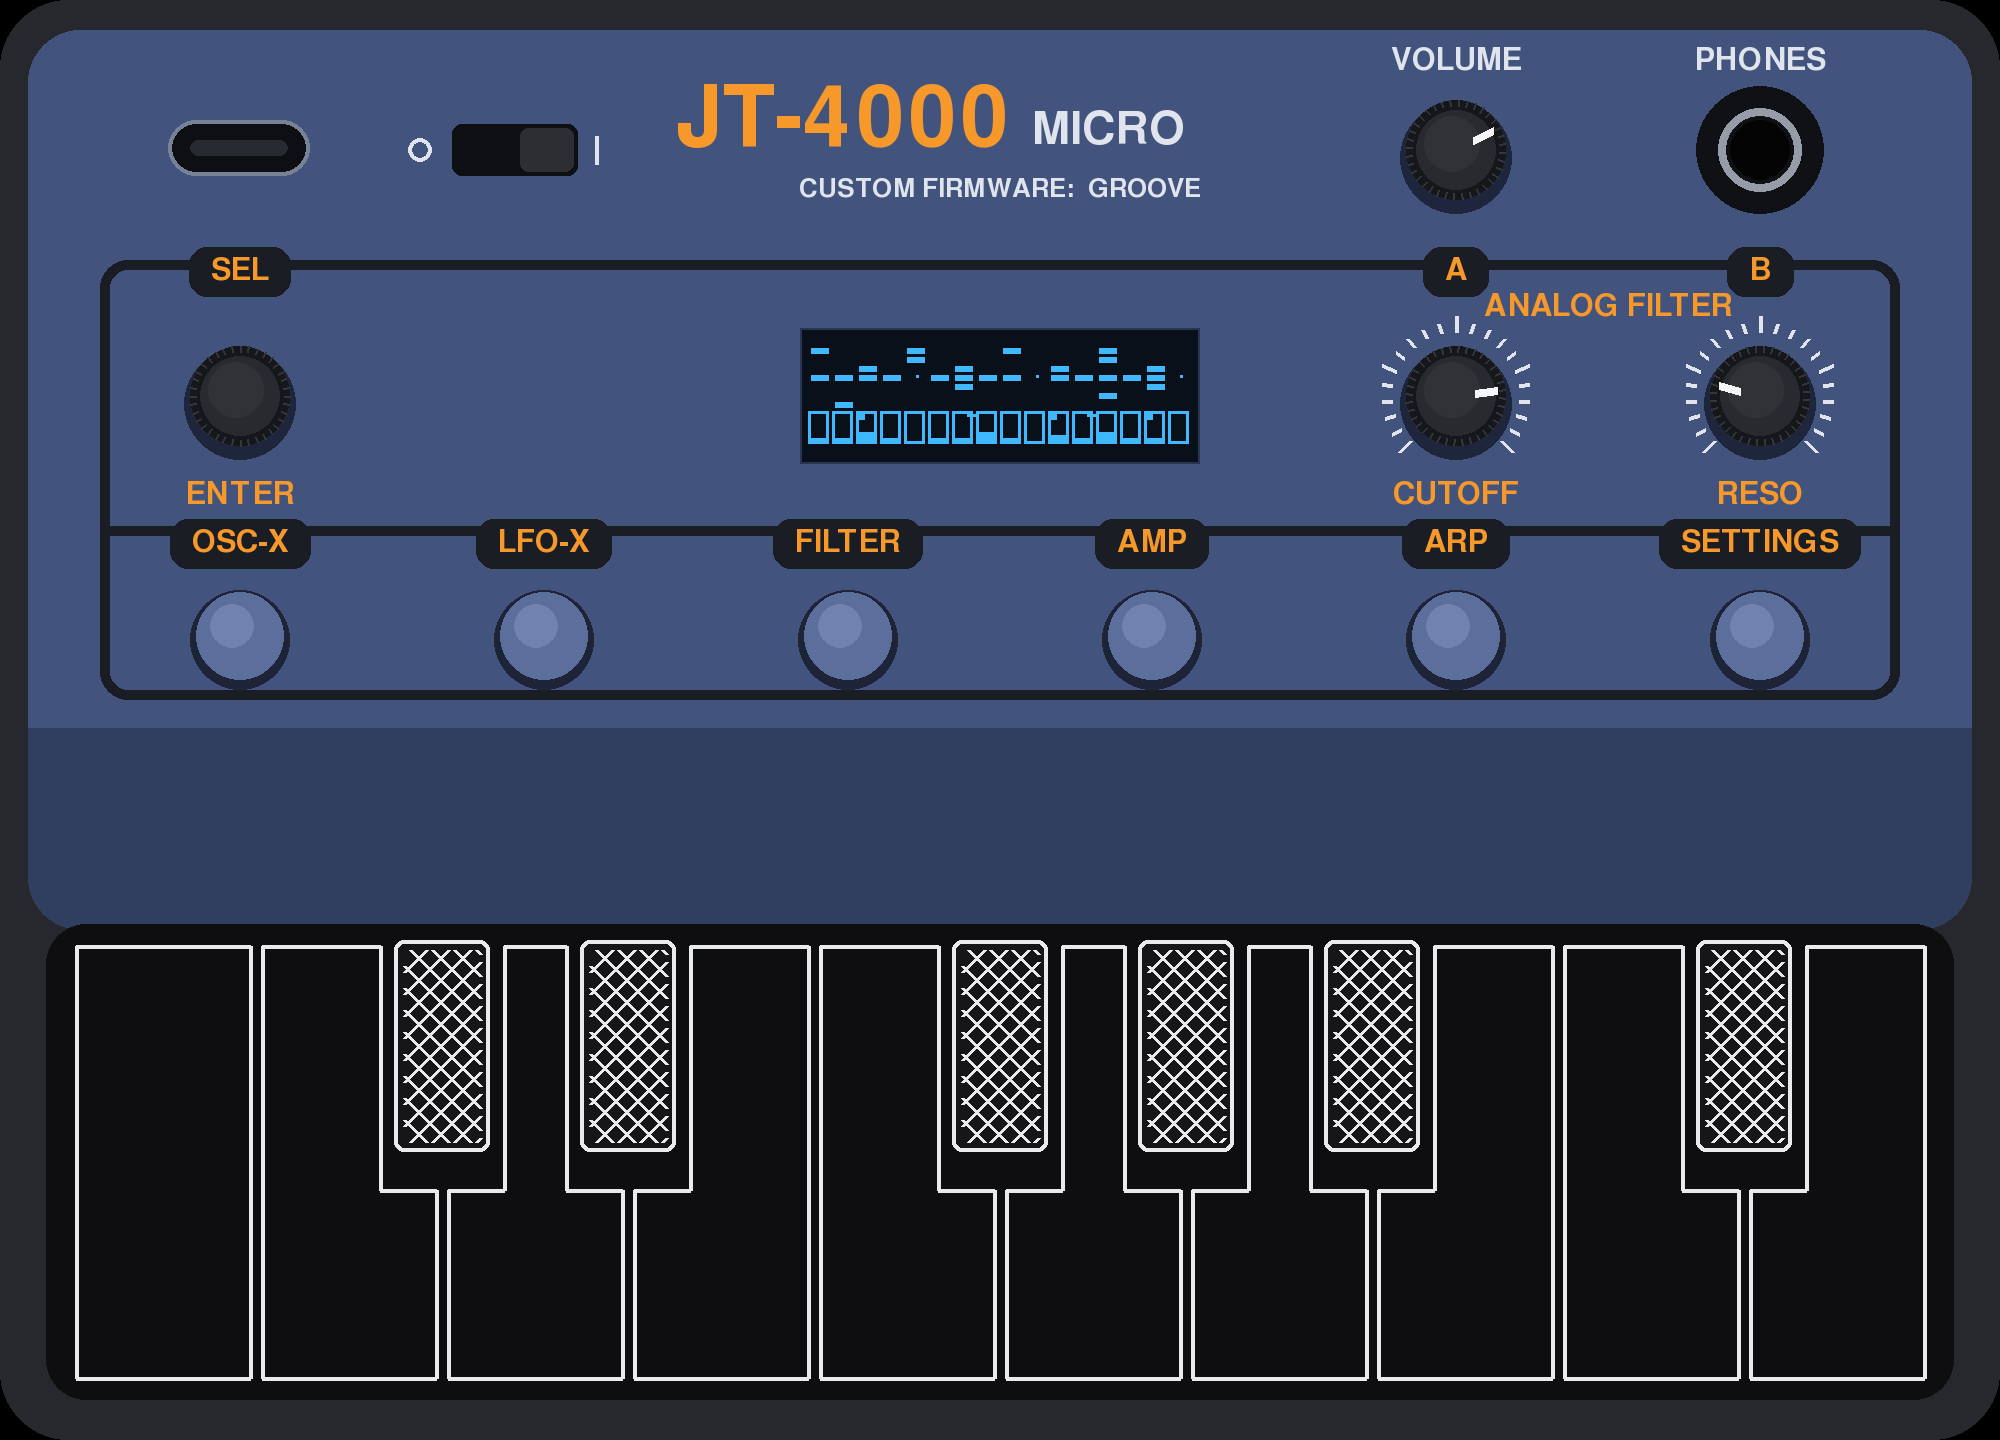 VOLUME
PHONES
JT-4000 MICRO
CUSTOM FIRMWARE: GROOVE
SEL
A
B
ANALOG FILTER
ENTER
CUTOFF
RESO
OSC-X
LFO-X
FILTER
AMP
ARP
SETTINGS